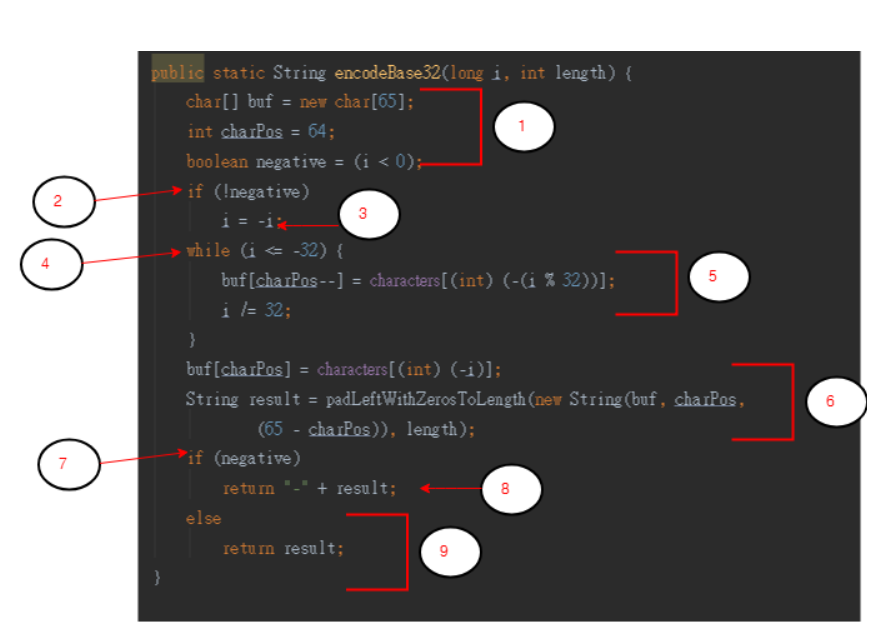 public static String encodeBase32(long i, int length) {
char[] buf = new char[65];
1
int charPos = 64;
boolean negative = (i < 0);
2
if (!negative)
3
i = -i;
4
while (i <= -32) {
buf[charPos--] = characters[(int) (-(i % 32))];
5
i /= 32;
}
buf[charPos] = characters[(int) (-i)];
String result = padLeftWithZerosToLength(new String(buf, charPos,
6
(65 - charPos)), length);
7
if (negative)
return "-" + result;
8
else
return result;
9
}